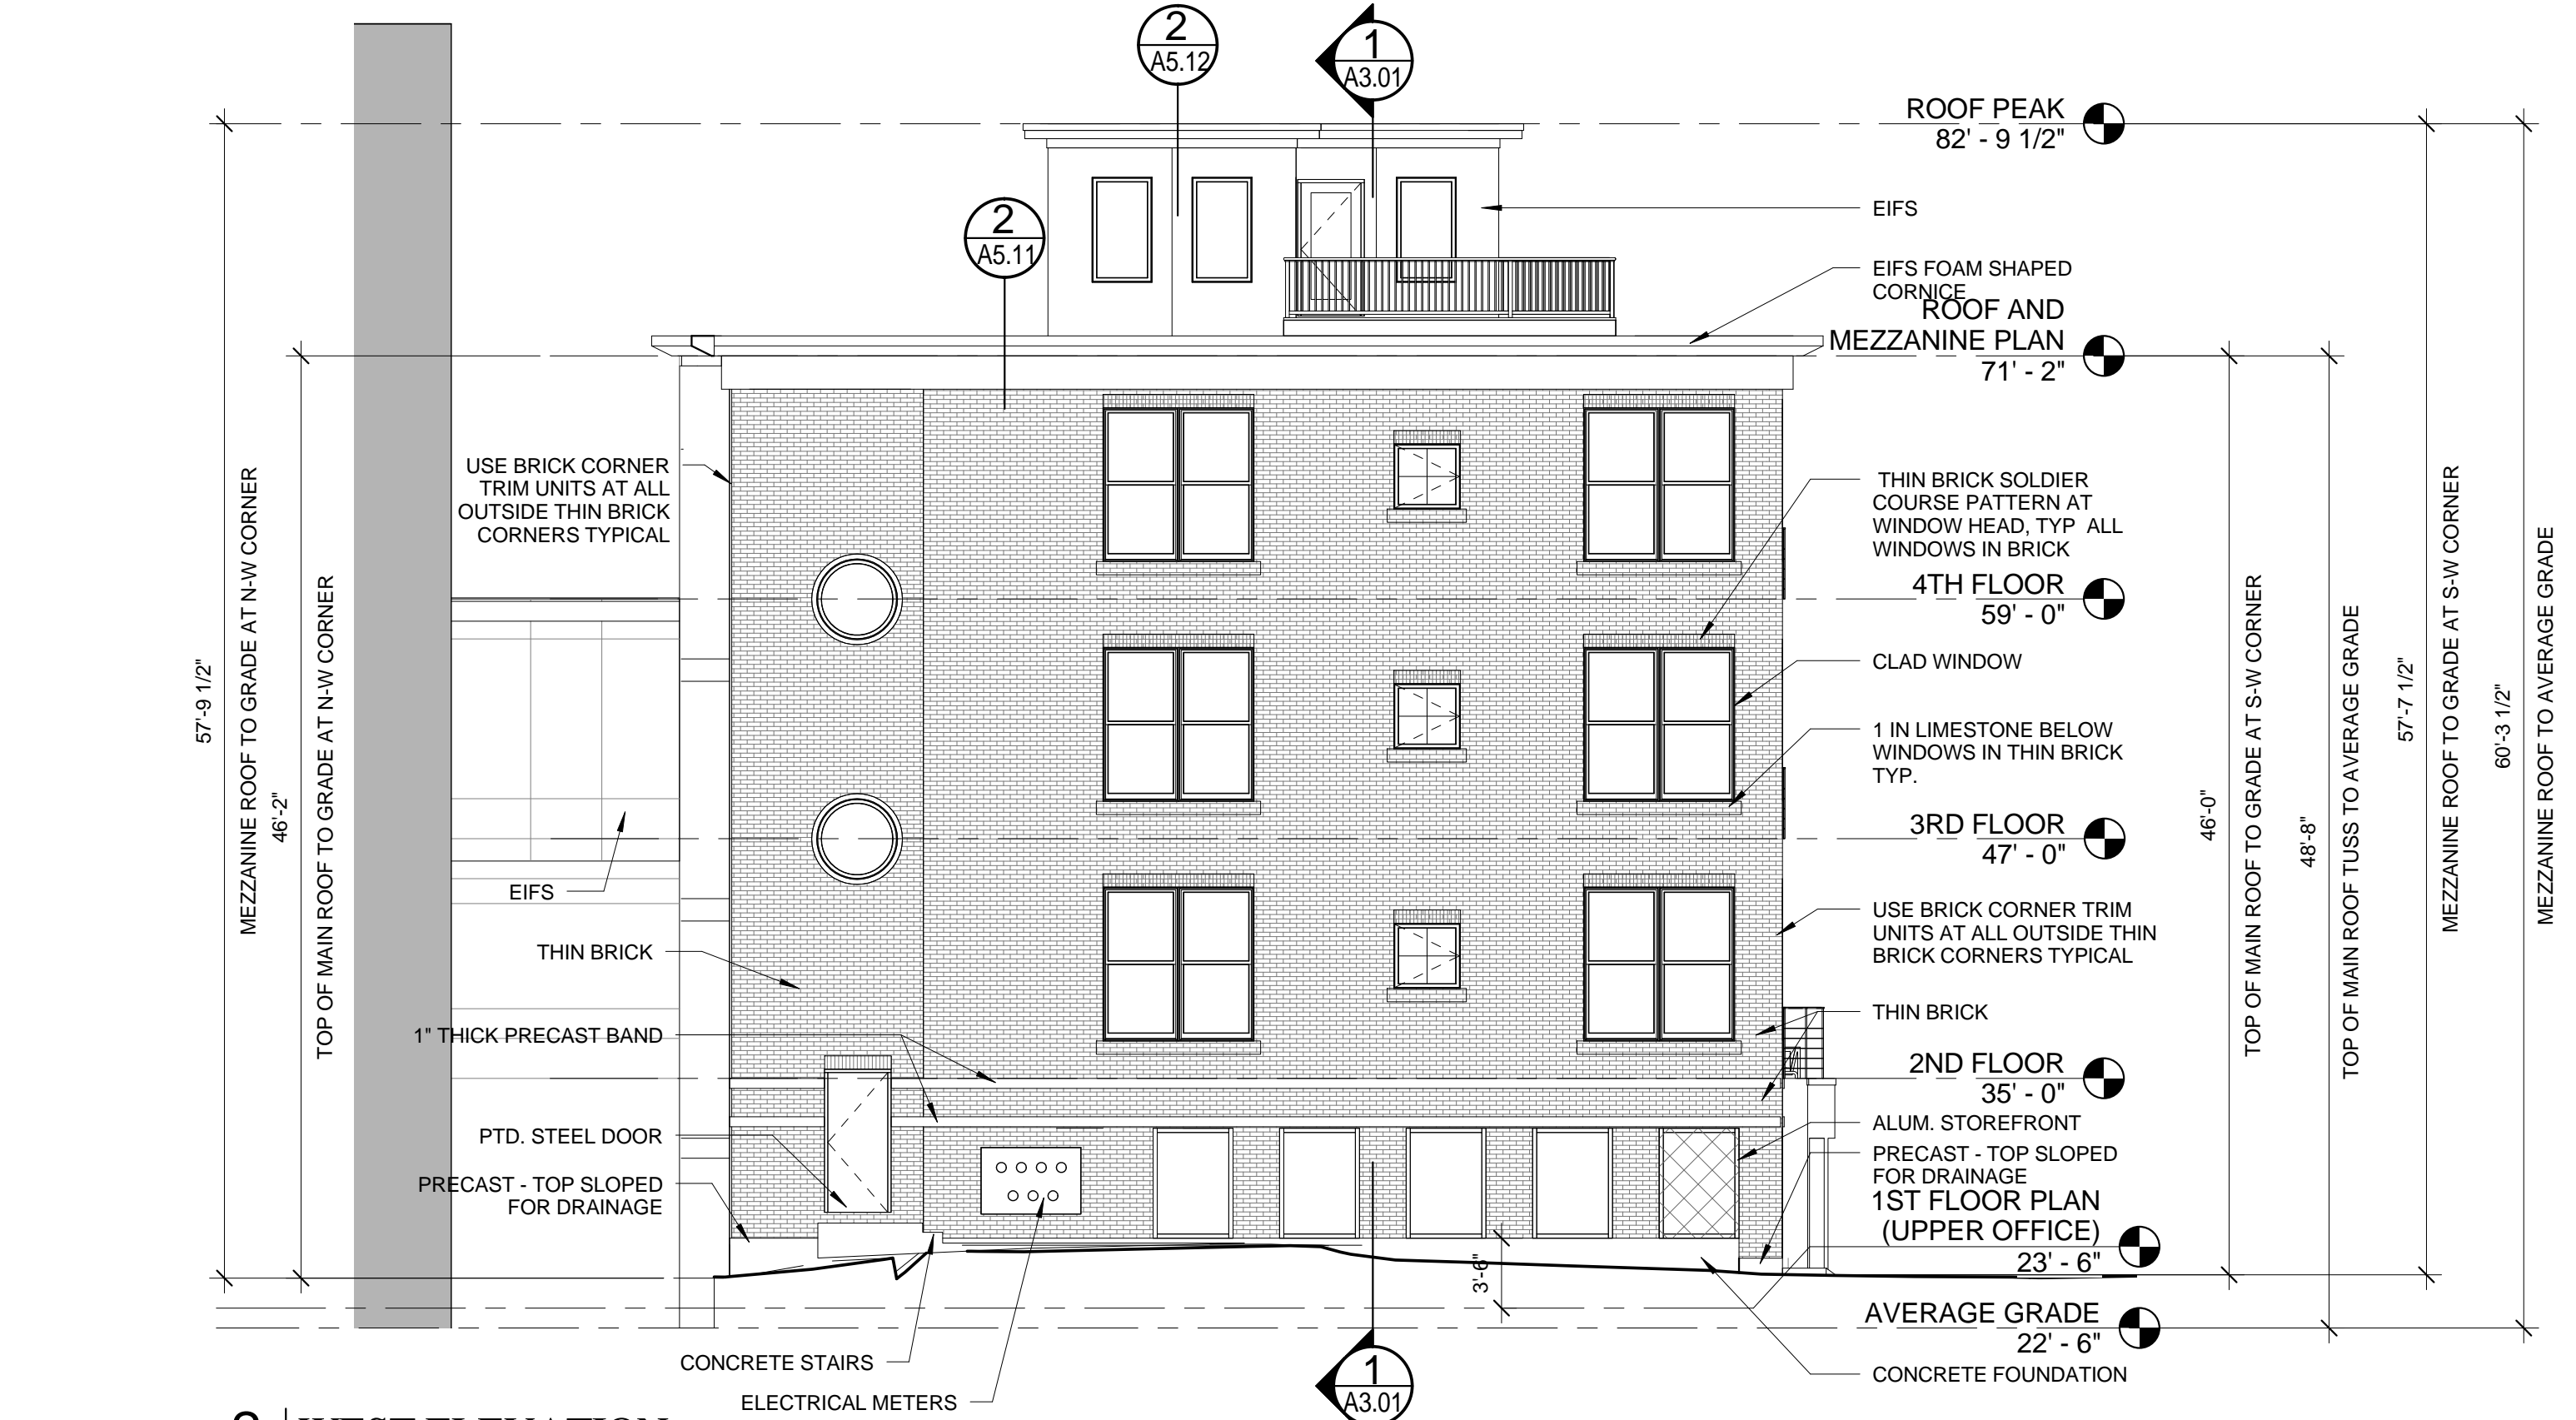 2
A5.12
1
A3.01
2
A5.11
ROOF PEAK
82' - 9 1/2"
EIFS
EIFS FOAM SHAPED
CORNICE
ROOF AND
MEZZANINE PLAN
71' - 2"
USE BRICK CORNER
TRIM UNITS AT ALL
OUTSIDE THIN BRICK
CORNERS TYPICAL
THIN BRICK SOLDIER
COURSE PATTERN AT
WINDOW HEAD, TYP ALL
WINDOWS IN BRICK
4TH FLOOR
59' - 0"
CLAD WINDOW
1 IN LIMESTONE BELOW
WINDOWS IN THIN BRICK
TYP.
3RD FLOOR
47' - 0"
EIFS
THIN BRICK
USE BRICK CORNER TRIM
UNITS AT ALL OUTSIDE THIN
BRICK CORNERS TYPICAL
THIN BRICK
1" THICK PRECAST BAND
2ND FLOOR
35' - 0"
PTD. STEEL DOOR
ALUM. STOREFRONT
PRECAST - TOP SLOPED
FOR DRAINAGE
PRECAST - TOP SLOPED
FOR DRAINAGE
1ST FLOOR PLAN
(UPPER OFFICE)
23' - 6"
3'-6"
AVERAGE GRADE
22' - 6"
CONCRETE STAIRS
CONCRETE FOUNDATION
ELECTRICAL METERS
1
A3.01
57'-9 1/2"
MEZZANINE ROOF TO GRADE AT N-W CORNER
46'-2"
TOP OF MAIN ROOF TO GRADE AT N-W CORNER
46'-0"
TOP OF MAIN ROOF TO GRADE AT S-W CORNER
48'-8"
TOP OF MAIN ROOF TUSS TO AVERAGE GRADE
57'-7 1/2"
MEZZANINE ROOF TO GRADE AT S-W CORNER
60'-3 1/2"
MEZZANINE ROOF TO AVERAGE GRADE
WEST ELEVATION